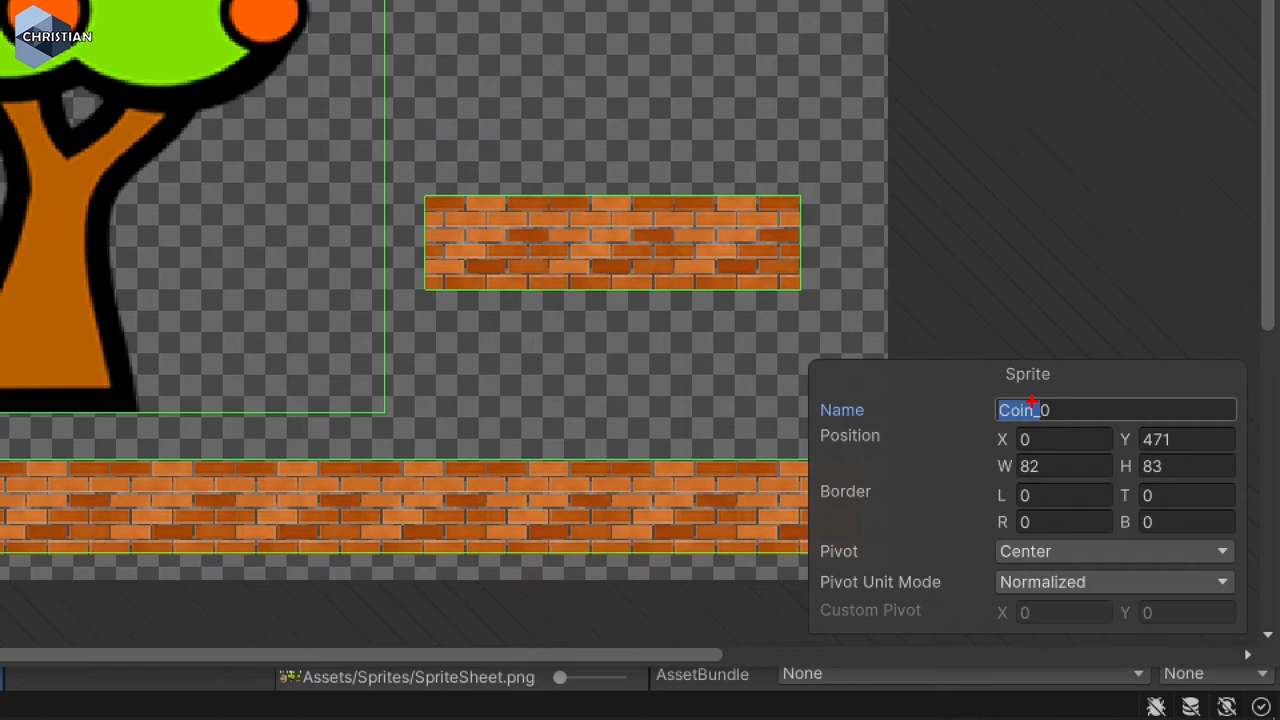 CHRISTIAN
Sprite
Name Coin_0
Position X 0 Y 471
W 82 H 83
Border L 0 T 0
R 0 B 0
Pivot Center
Pivot Unit Mode Normalized
Custom Pivot X 0 Y 0
Assets/Sprites/SpriteSheet.png AssetBundle None None